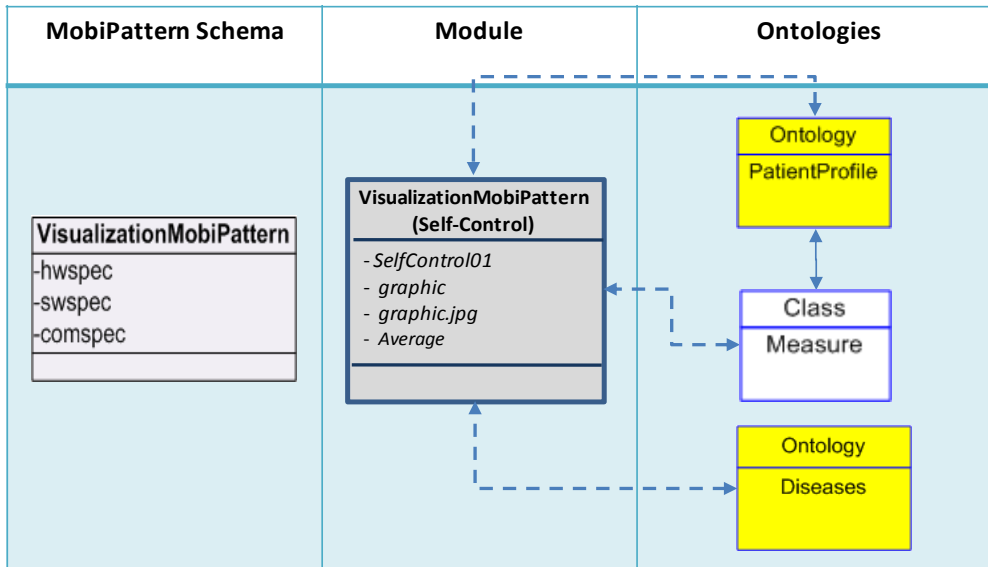 MobiPattern Schema
Module
Ontologies
VisualizationMobiPattern
-hwspec
-swspec
-comspec
VisualizationMobiPattern
(Self-Control)
- SelfControl01
- graphic
- graphic.jpg
- Average
Ontology
PatientProfile
Class
Measure
Ontology
Diseases